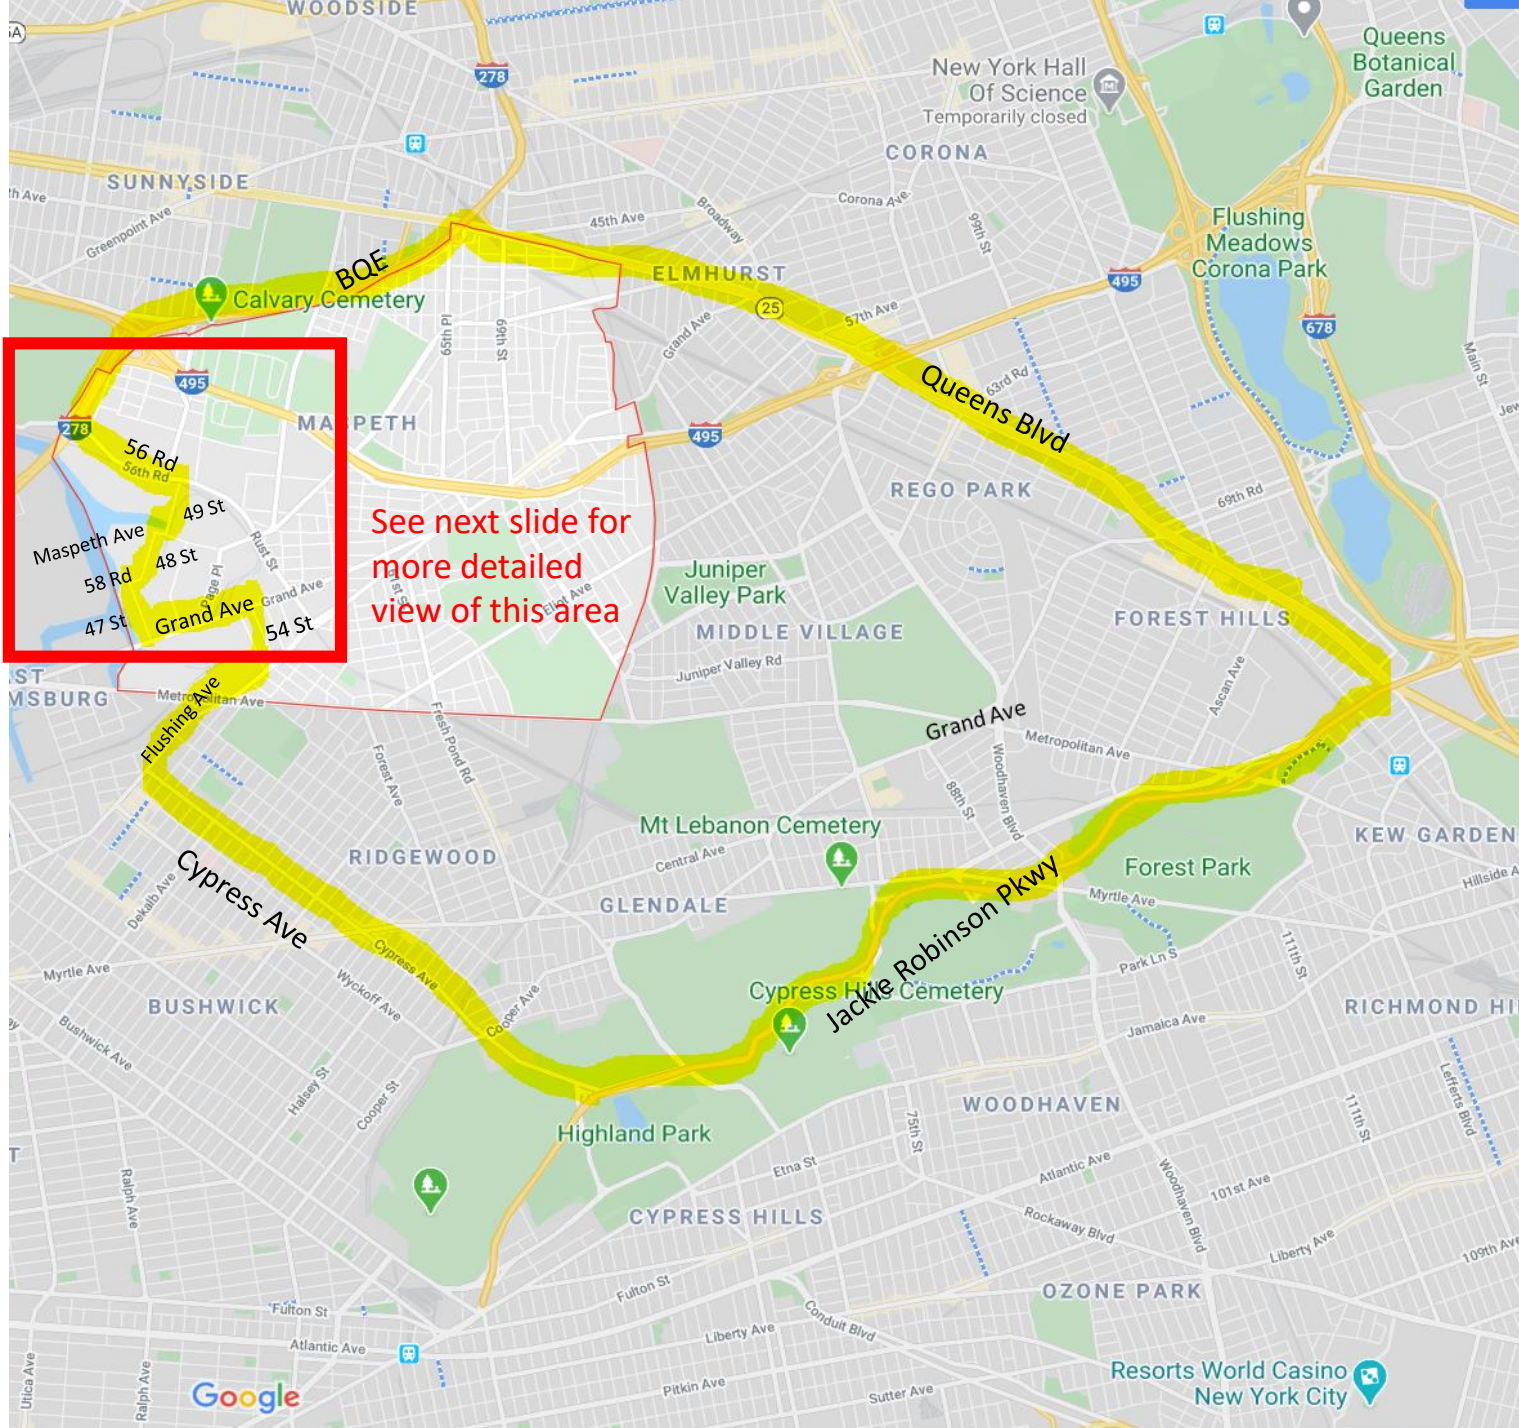 WOODSIDE
5A
278
New York Hall
Of Science
Temporarily closed
Queens
Botanical
Garden
CORONA
SUNNYSIDE
th Ave
Greenpoint Ave
45th Ave
Broadway
Corona Ave
99th St
Flushing
Meadows
Corona Park
BQE
Calvary Cemetery
ELMHURST
25
57th Ave
495
678
65th Pl
69th St
Grand Ave
Main St
495
MASPETH
Queens Blvd
63rd Rd
Jew
278
56 Rd
56th Rd
495
REGO PARK
69th Rd
49 St
Maspeth Ave
48 St
Rust St
See next slide for
more detailed
view of this area
58 Rd
Page Pl
Grand Ave
61st St
Eliot Ave
Juniper
Valley Park
47 St
Grand Ave
54 St
MIDDLE VILLAGE
FOREST HILLS
Juniper Valley Rd
Ascan Ave
ST
MSBURG
Metropolitan Ave
Flushing Ave
Fresh Pond Rd
Grand Ave
Metropolitan Ave
Woodhaven Blvd
Forest Ave
88th St
Mt Lebanon Cemetery
KEW GARDEN
Central Ave
RIDGEWOOD
Forest Park
Hillside A
Cypress Ave
Dekalb Ave
GLENDALE
Myrtle Ave
Jackie Robinson Pkwy
111th St
Cypress Ave
Myrtle Ave
Wyckoff Ave
Park Ln S
Cypress Hills Cemetery
BUSHWICK
Cooper Ave
RICHMOND HI
Bushwick Ave
Jamaica Ave
Halsey St
Cooper St
WOODHAVEN
75th St
111th St
Lefferts Blvd
Highland Park
T
Etna St
Atlantic Ave
Ralph Ave
Woodhaven Blvd
101st Ave
CYPRESS HILLS
Rockaway Blvd
Liberty Ave
109th Ave
Fulton St
OZONE PARK
Fulton St
Conduit Blvd
Liberty Ave
Atlantic Ave
Utica Ave
Ralph Ave
Google
Pitkin Ave
Sutter Ave
Resorts World Casino
New York City